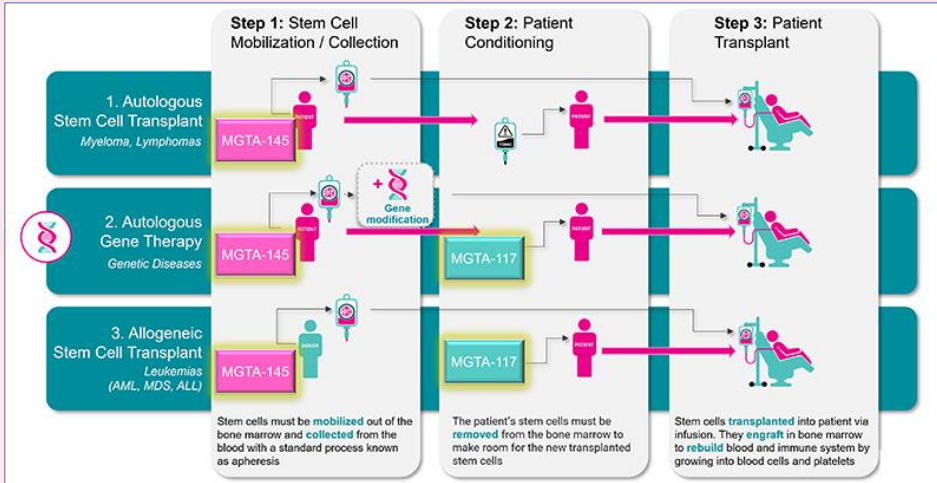 Step 1: Stem Cell
Mobilization / Collection
Step 2: Patient
Conditioning
Step 3: Patient
Transplant
1. Autologous
Stem Cell Transplant
Myeloma, Lymphomas
MGTA-145
PATIENT
TOXIC
PATIENT
2. Autologous
Gene Therapy
Genetic Diseases
MGTA-145
PATIENT
+
Gene
modification
MGTA-117
PATIENT
3. Allogeneic
Stem Cell Transplant
Leukemias
(AML, MDS, ALL)
MGTA-145
DONOR
MGTA-117
PATIENT
Stem cells must be mobilized out of the
bone marrow and collected from the
blood with a standard process known
as apheresis
The patient's stem cells must be
removed from the bone marrow to
make room for the new transplanted
stem cells
Stem cells transplanted into patient via
infusion. They engraft in bone marrow
to rebuild blood and immune system by
growing into blood cells and platelets